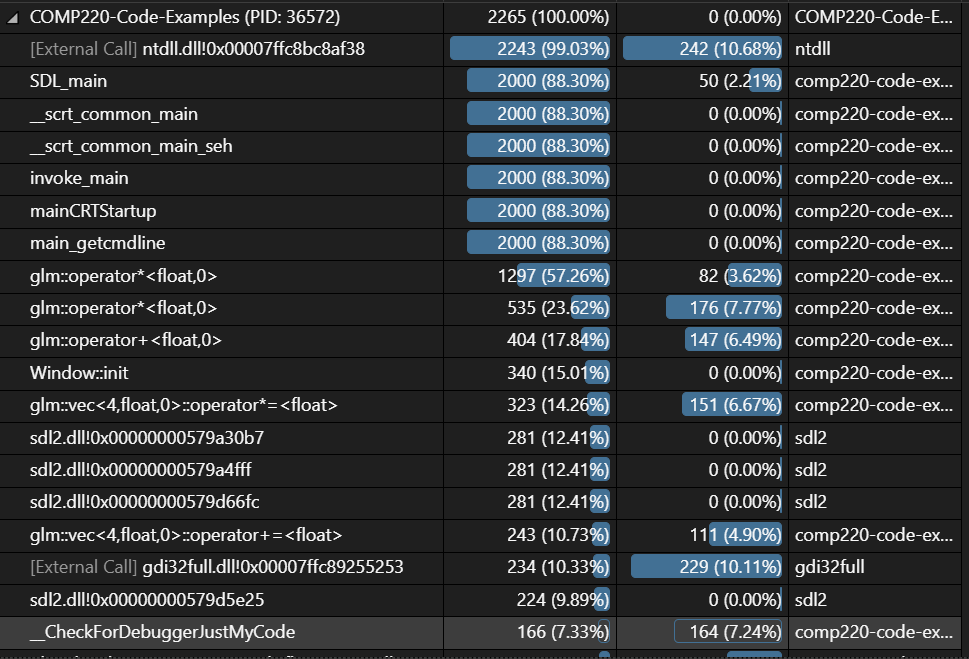 COMP220-Code-Examples (PID: 36572) 2265 (100.00%) 0 (0.00%) COMP220-Code-E...
[External Call] ntdll.dll!0x00007ffc8bc8af38 2243 (99.03%) 242 (10.68%) ntdll
SDL_main 2000 (88.30%) 50 (2.21%) comp220-code-ex...
__scrt_common_main 2000 (88.30%) 0 (0.00%) comp220-code-ex...
__scrt_common_main_seh 2000 (88.30%) 0 (0.00%) comp220-code-ex...
invoke_main 2000 (88.30%) 0 (0.00%) comp220-code-ex...
mainCRTStartup 2000 (88.30%) 0 (0.00%) comp220-code-ex...
main_getcmdline 2000 (88.30%) 0 (0.00%) comp220-code-ex...
glm::operator*<float,0> 1297 (57.26%) 82 (3.62%) comp220-code-ex...
glm::operator*<float,0> 535 (23.62%) 176 (7.77%) comp220-code-ex...
glm::operator+<float,0> 404 (17.84%) 147 (6.49%) comp220-code-ex...
Window::init 340 (15.01%) 0 (0.00%) comp220-code-ex...
glm::vec<4,float,0>::operator*=<float> 323 (14.26%) 151 (6.67%) comp220-code-ex...
sdl2.dll!0x00000000579a30b7 281 (12.41%) 0 (0.00%) sdl2
sdl2.dll!0x00000000579a4fff 281 (12.41%) 0 (0.00%) sdl2
sdl2.dll!0x00000000579d66fc 281 (12.41%) 0 (0.00%) sdl2
glm::vec<4,float,0>::operator+=<float> 243 (10.73%) 111 (4.90%) comp220-code-ex...
[External Call] gdi32full.dll!0x00007ffc89255253 234 (10.33%) 229 (10.11%) gdi32full
sdl2.dll!0x00000000579d5e25 224 (9.89%) 0 (0.00%) sdl2
__CheckForDebuggerJustMyCode 166 (7.33%) 164 (7.24%) comp220-code-ex...